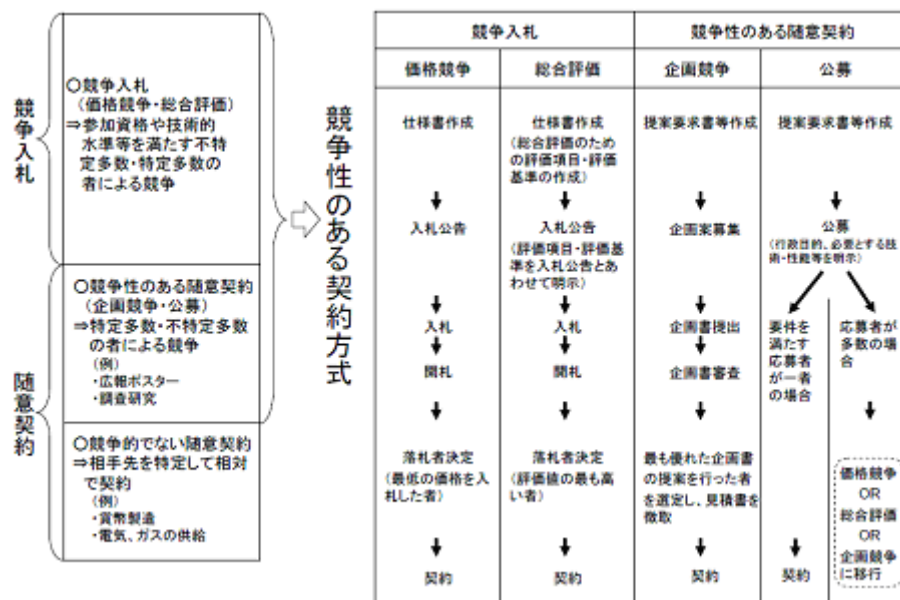 競争入札
〇競争入札
(価格競争・総合評価)
⇒参加資格や技術的
水準等を満たす不特
定多数・特定多数の
者による競争
随意契約
〇競争性のある随意契約
(企画競争・公募)
⇒特定多数・不特定多数
の者による競争
(例)
・広報ポスター
・調査研究
〇競争的でない随意契約
⇒相手先を特定して相対
で契約
(例)
・貨幣製造
・電気、ガスの供給
競争性のある契約方式
競争入札
競争性のある随意契約
価格競争
総合評価
企画競争
公募
仕様書作成
仕様書作成
(総合評価のため
の評価項目・評価
基準の作成)
提案要求書等作成
提案要求書等作成
入札公告
入札公告
(評価項目・評価基
準を入札公告とあ
わせて明示)
企画案募集
公募
(行政目的、必要とする技
術・性能等を明示)
入札
入札
企画書提出
要件を
満たす
応募者
が一者
の場合
応募者が
多数の場
合
開札
開札
企画書審査
落札者決定
(最低の価格を入
札した者)
落札者決定
(評価値の最も高
い者)
最も優れた企画書
の提案を行った者
を選定し、見積書を
徴取
価格競争
OR
総合評価
OR
企画競争
に移行
契約
契約
契約
契約